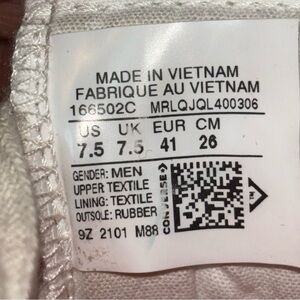 MADE IN VIETNAM
FABRIQUE AU VIETNAM
166502C MRLQJQL400306
US UK EUR CM
7.5 7.5 41 26
GENDER: MEN
UPPER TEXTILE
LINING: TEXTILE
OUTSOLE: RUBBER
9Z 2101 M88
CONVERSE